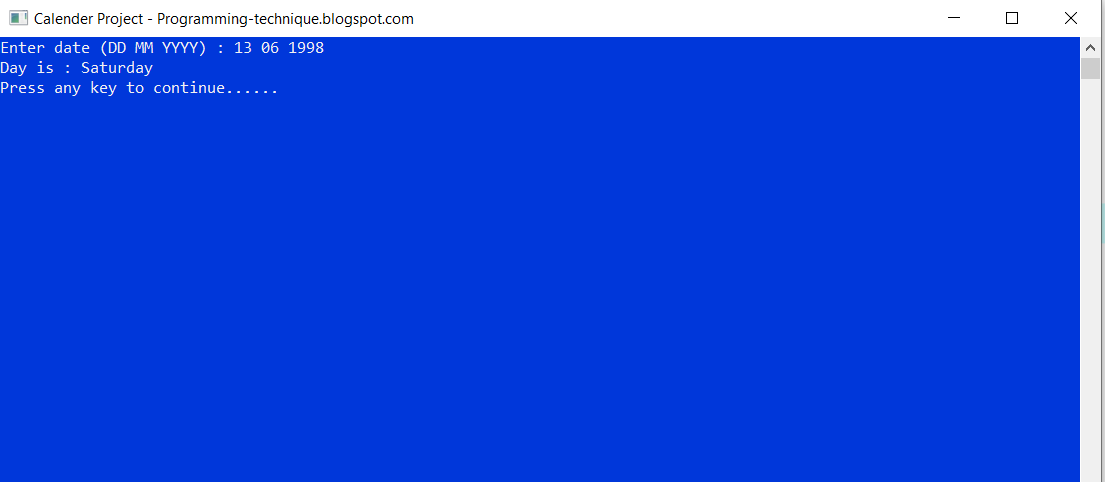 Calender Project - Programming-technique.blogspot.com
Enter date (DD MM YYYY) : 13 06 1998
Day is : Saturday
Press any key to continue......